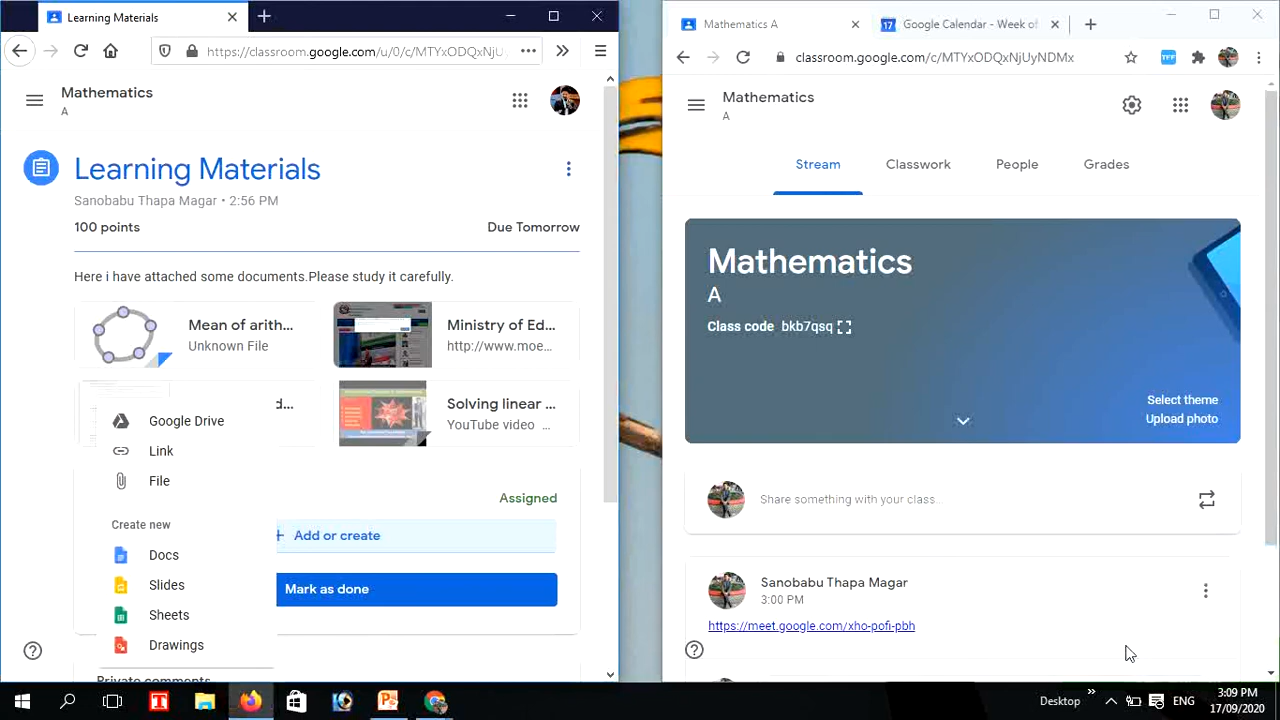 Learning Materials
https://classroom.google.com/u/0/c/MTYxODQxNjU
Mathematics
A
Learning Materials
Sanobabu Thapa Magar • 2:56 PM
100 points
Due Tomorrow
Here i have attached some documents.Please study it carefully.
Mean of arith...
Unknown File
Ministry of Ed...
http://www.moe...
d...
Solving linear ...
YouTube video ...
Google Drive
Link
File
Create new
Docs
Slides
Sheets
Drawings
Assigned
+ Add or create
Mark as done
Private comments
Mathematics A
17
Google Calendar - Week of
classroom.google.com/c/MTYxODQxNjUyNDMx
TFF
Mathematics
A
Stream
Classwork
People
Grades
Mathematics
A
Class code bkb7qsq
Select theme
Upload photo
Share something with your class...
Sanobabu Thapa Magar
3:00 PM
https://meet.google.com/xho-pofi-pbh
Desktop
ENG
3:09 PM
17/09/2020